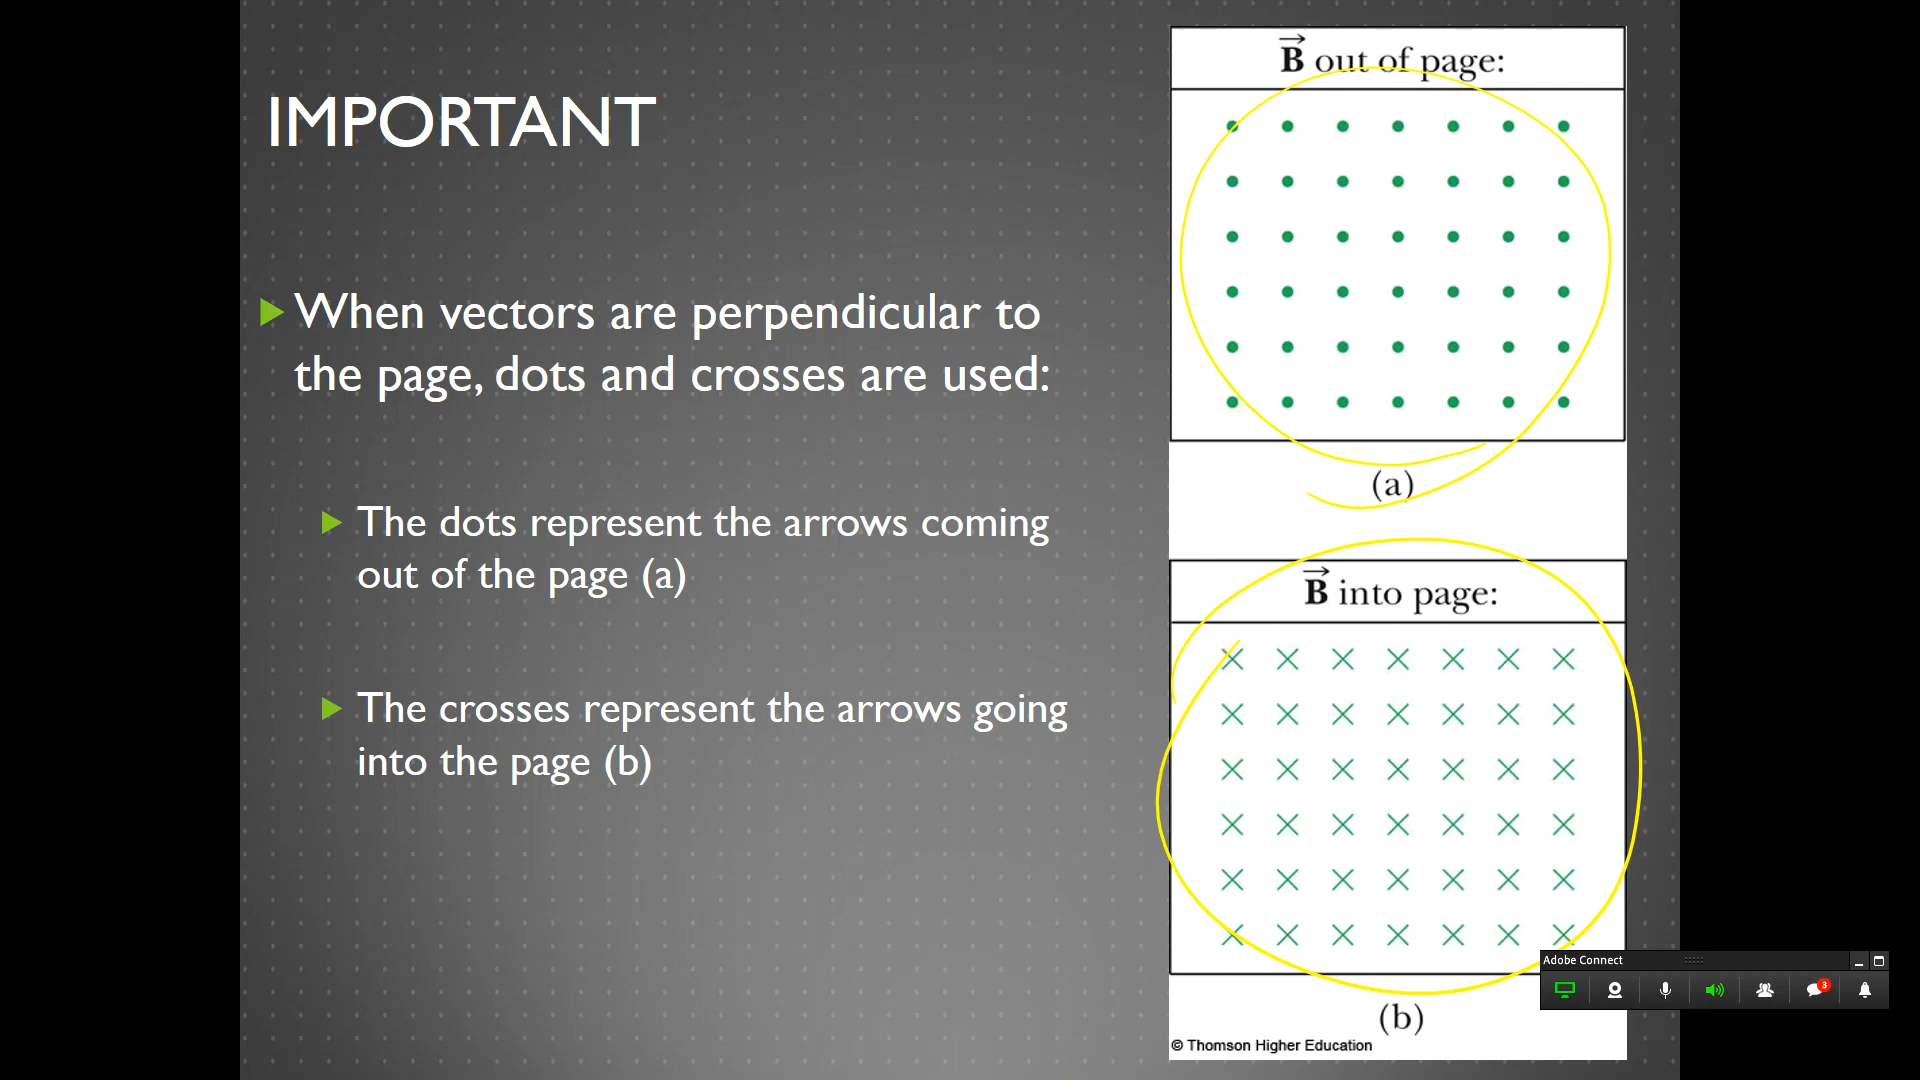 IMPORTANT
When vectors are perpendicular to
the page, dots and crosses are used:
The dots represent the arrows coming
out of the page (a)
The crosses represent the arrows going
into the page (b)
B out of page:
(a)
B into page:
(b)
© Thomson Higher Education
Adobe Connect
3